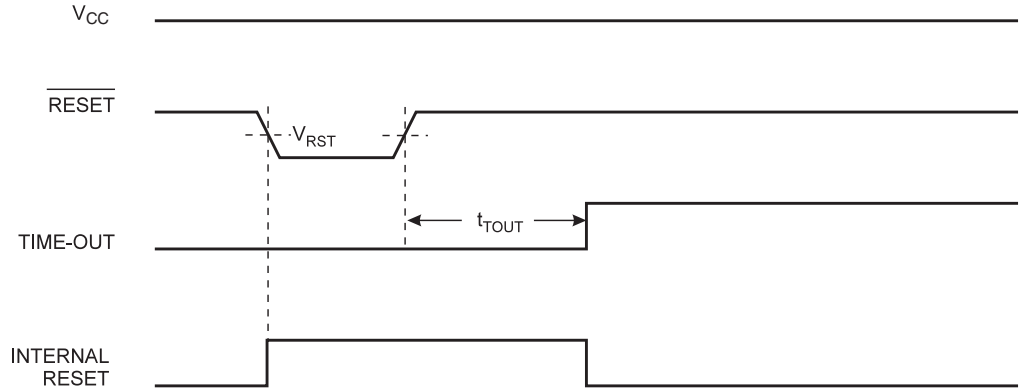 VCC
RESET
VRST
tTOUT
TIME-OUT
INTERNAL
RESET